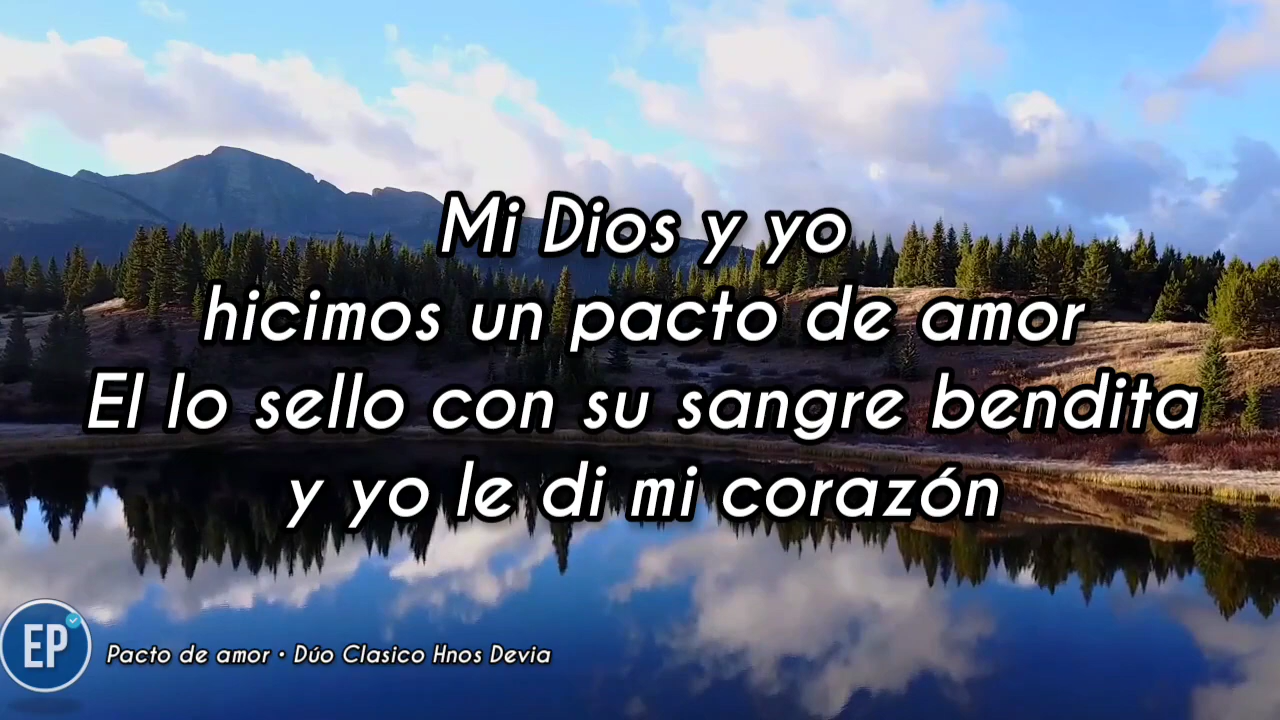 Mi Dios y yo
hicimos un pacto de amor
El lo sello con su sangre bendita
y yo le di mi corazón
EP
Pacto de amor • Dúo Clasico Hnos Devia